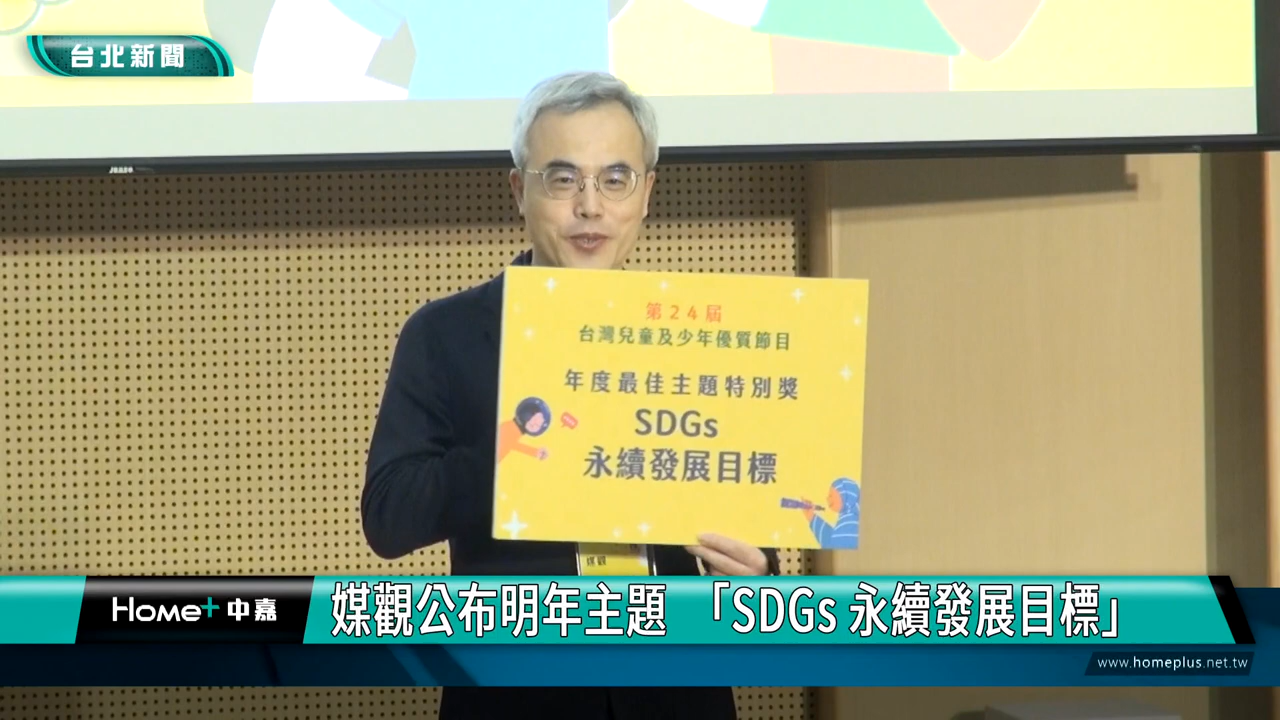 台北新聞
第24屆
台灣兒童及少年優質節目
年度最佳主題特別獎
SDGs
永續發展目標
媒觀
Home+中嘉
媒觀公布明年主題 「SDGs 永續發展目標」
www.homeplus.net.tw